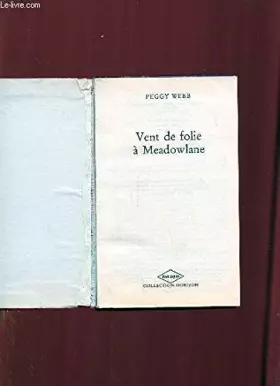 PEGGY WEBB
Vent de folie
à Meadowlane
COLLECTION HORIZON